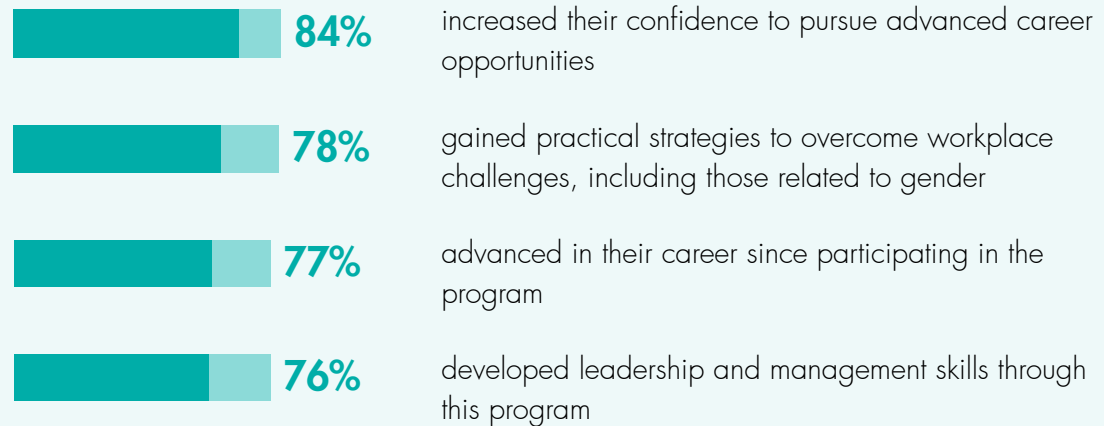 84%
increased their confidence to pursue advanced career
opportunities
78%
gained practical strategies to overcome workplace
challenges, including those related to gender
77%
advanced in their career since participating in the
program
76%
developed leadership and management skills through
this program